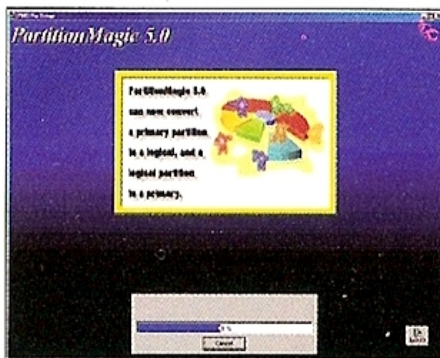 PartitionMagic 5.0
PartitionMagic 5.0
can now convert
a primary partition
to a logical, and a
logical partition
to a primary.
Cancel